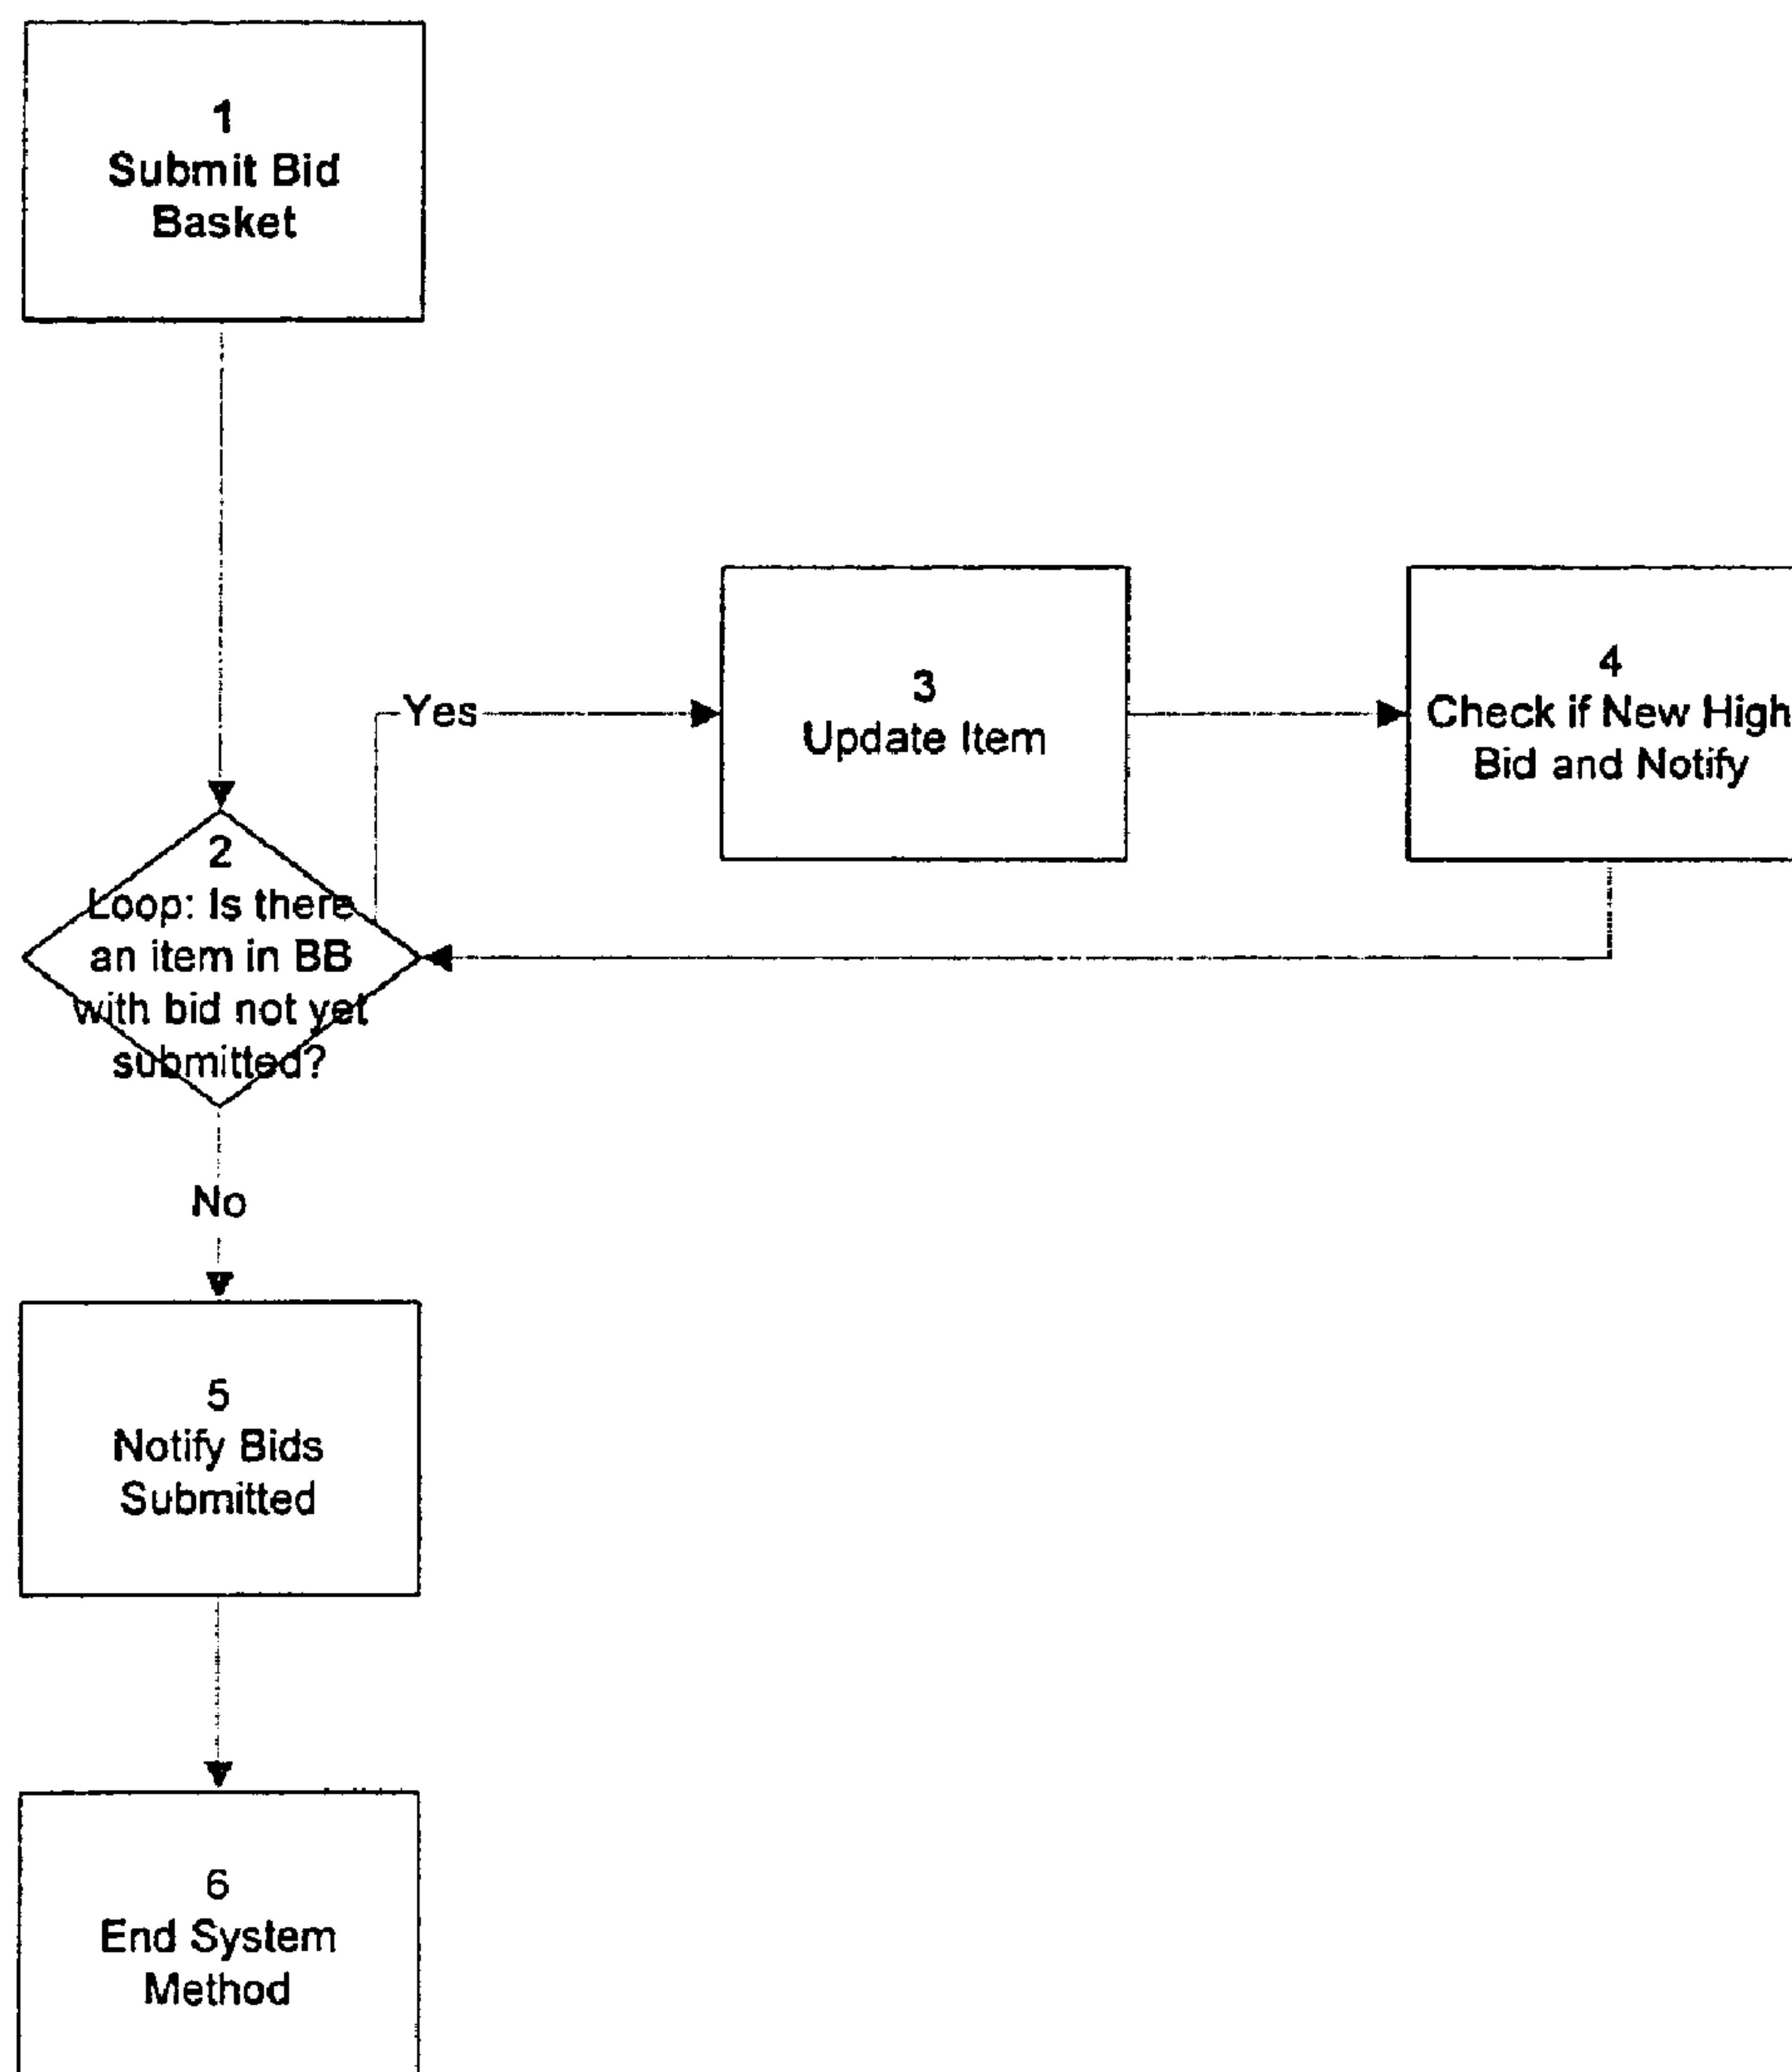 1
Submit Bid
Basket
Yes
3
Update Item
4
Check if New High
Bid and Notify
2
Loop: Is there
an item in BB
with bid not yet
submitted?
No
5
Notify Bids
Submitted
6
End System
Method